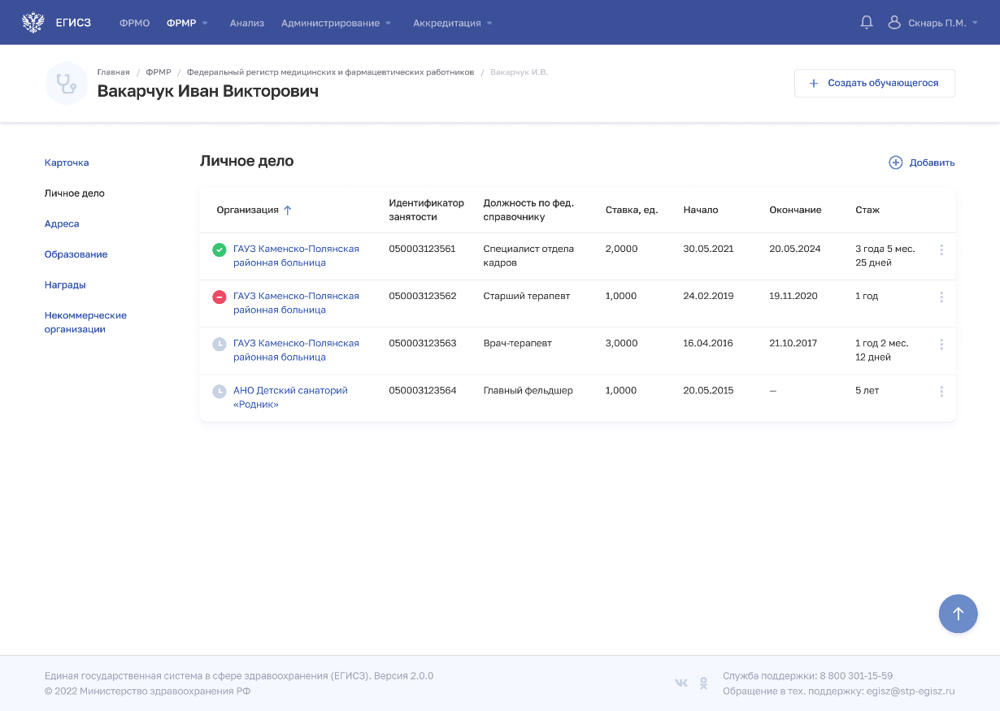 ЕГИСЗ ФРМО ФРМР Анализ Администрирование Аккредитация Скнарь П.М.
Главная / ФРМР / Федеральный регистр медицинских и фармацевтических работников / Вакарчук И.В.
Вакарчук Иван Викторович
+ Создать обучающегося
Карточка
Личное дело
Адреса
Образование
Награды
Некоммерческие
организации
Личное дело
Добавить
Организация Идентификатор занятости Должность по фед. справочнику Ставка, ед. Начало Окончание Стаж
ГАУЗ Каменско-Полянская 050003123561 Специалист отдела 2,0000 30.05.2021 20.05.2024 3 года 5 мес.
районная больница кадров 25 дней
ГАУЗ Каменско-Полянская 050003123562 Старший терапевт 1,0000 24.02.2019 19.11.2020 1 год
районная больница
ГАУЗ Каменско-Полянская 050003123563 Врач-терапевт 3,0000 16.04.2016 21.10.2017 1 год 2 мес.
районная больница 12 дней
АНО Детский санаторий 050003123564 Главный фельдшер 1,0000 20.05.2015 — 5 лет
«Родник»
Единая государственная система в сфере здравоохранения (ЕГИСЗ). Версия 2.0.0
© 2022 Министерство здравоохранения РФ
Служба поддержки: 8 800 301-15-59
Обращение в тех. поддержку: egisz@stp-egisz.ru